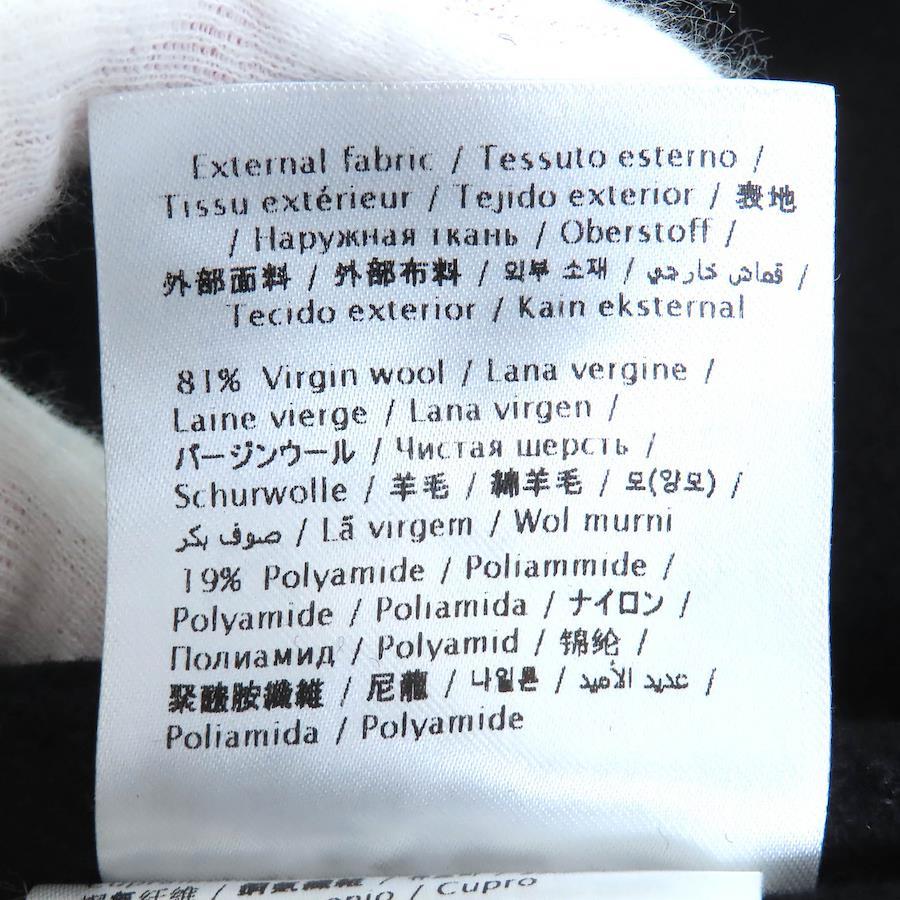 External fabric / Tessuto esterno /
Tissu extérieur / Tejido exterior / 表地
/ Наружная ткань / Oberstoff /
外部面料 / 外部布料 / 외부 소재 / قماش خارجي /
Tecido exterior / Kain eksternal
81% Virgin wool / Lana vergine /
Laine vierge / Lana virgen /
バージンウール / Чистая шерсть /
Schurwolle / 羊毛 / 綿羊毛 / 모(양모) /
صوف بكر / Lã virgem / Wol murni
19% Polyamide / Poliammide /
Polyamide / Poliamida / ナイロン /
Полиамид / Polyamid / 锦纶 /
聚醯胺纖維 / 尼龍 / 나일론 / عديد الأميد /
Poliamida / Polyamide
/ Cupro